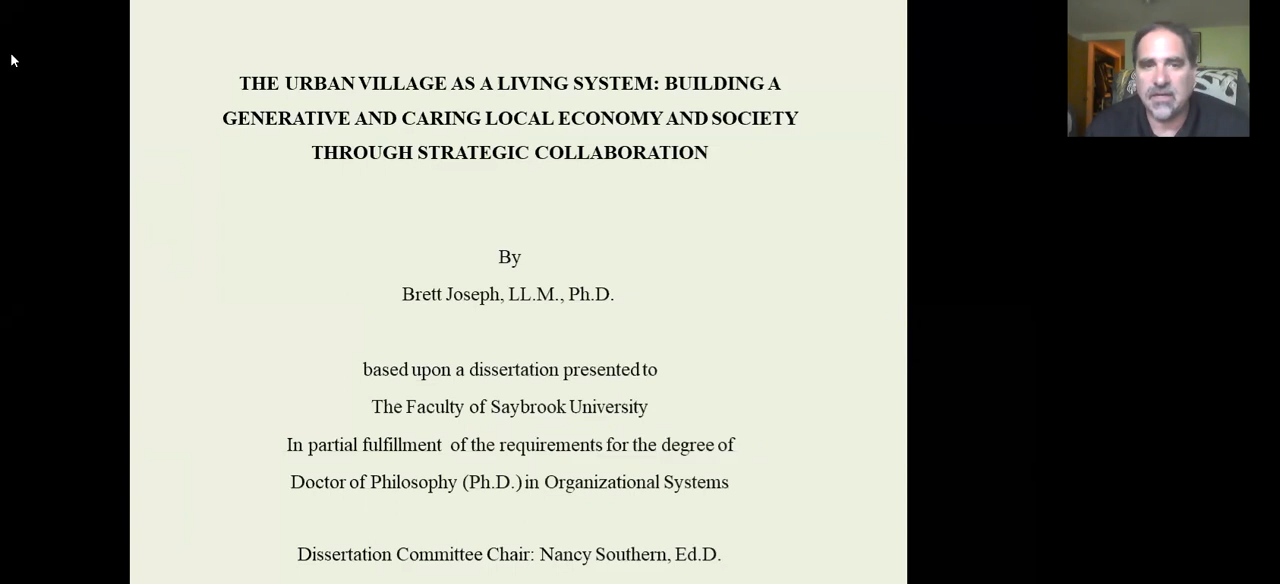 THE URBAN VILLAGE AS A LIVING SYSTEM: BUILDING A
GENERATIVE AND CARING LOCAL ECONOMY AND SOCIETY
THROUGH STRATEGIC COLLABORATION
By
Brett Joseph, LL.M., Ph.D.
based upon a dissertation presented to
The Faculty of Saybrook University
In partial fulfillment of the requirements for the degree of
Doctor of Philosophy (Ph.D.) in Organizational Systems
Dissertation Committee Chair: Nancy Southern, Ed.D.